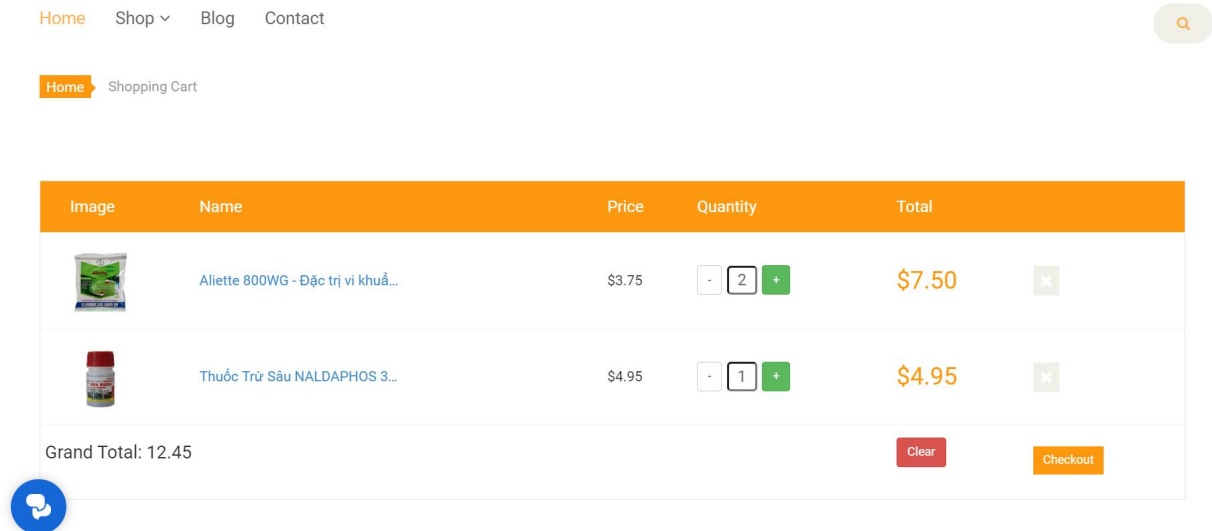 Home Shop Blog Contact
Home Shopping Cart
Image Name Price Quantity Total
Aliette
Aliette 800WG - Đặc trị vi khuẩ... $3.75 - 2 + $7.50
Thuốc Trừ Sâu NALDAPHOS 3... $4.95 - 1 + $4.95
Grand Total: 12.45 Clear Checkout